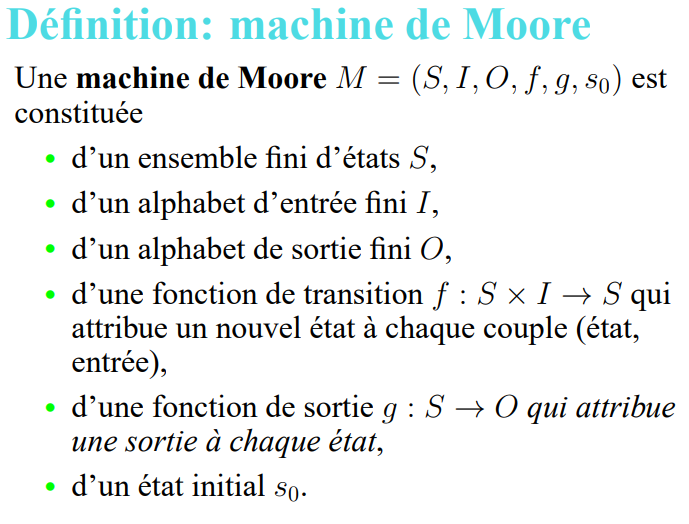 Définition: machine de Moore
Une machine de Moore M = (S, I, O, f, g, s₀) est
constituée
• d'un ensemble fini d'états S,
• d'un alphabet d'entrée fini I,
• d'un alphabet de sortie fini O,
• d'une fonction de transition f : S × I → S qui
attribue un nouvel état à chaque couple (état,
entrée),
• d'une fonction de sortie g : S → O qui attribue
une sortie à chaque état,
• d'un état initial s₀.